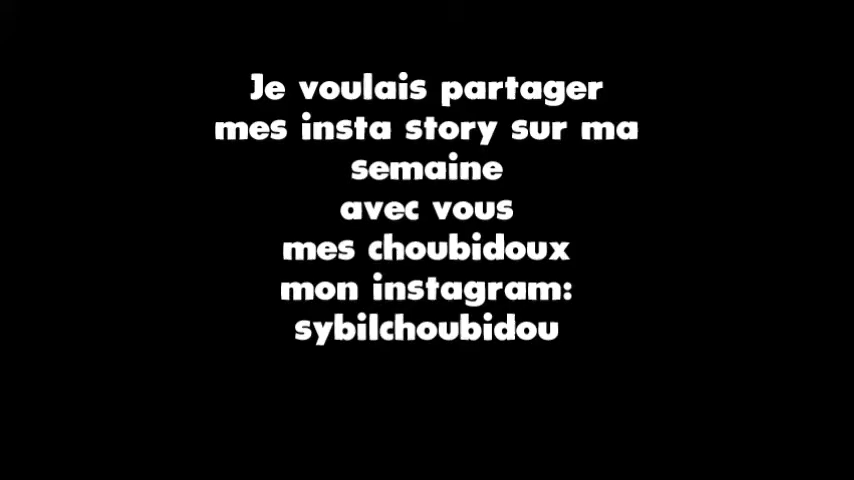 Je voulais partager
mes insta story sur ma
semaine
avec vous
mes choubidoux
mon instagram:
sybilchoubidou